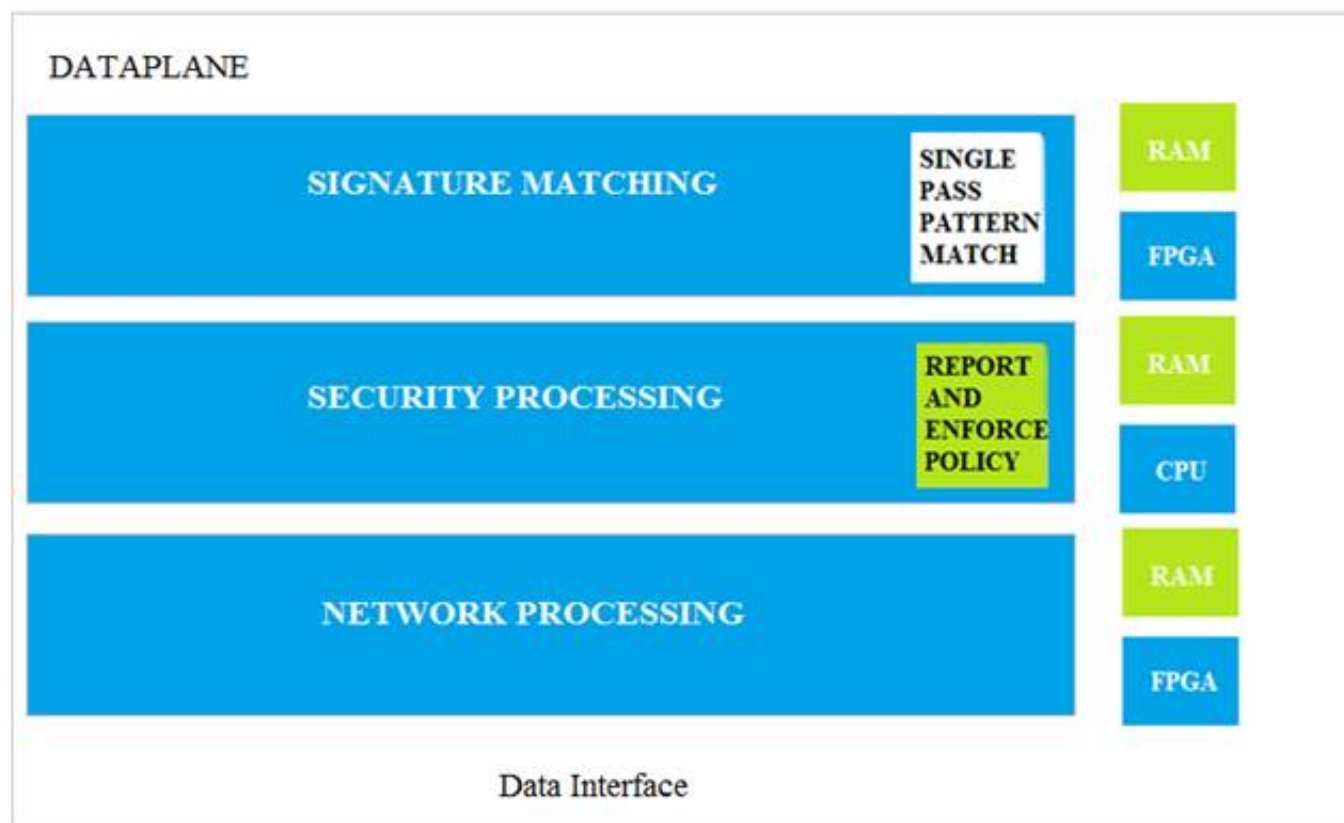 DATAPLANE
SIGNATURE MATCHING
SINGLE
PASS
PATTERN
MATCH
RAM
FPGA
SECURITY PROCESSING
REPORT
AND
ENFORCE
POLICY
RAM
CPU
NETWORK PROCESSING
RAM
FPGA
Data Interface